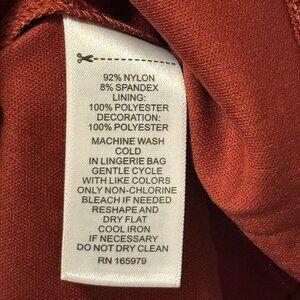 92% NYLON
8% SPANDEX
LINING:
100% POLYESTER
DECORATION:
100% POLYESTER
MACHINE WASH
COLD
IN LINGERIE BAG
GENTLE CYCLE
WITH LIKE COLORS
ONLY NON-CHLORINE
BLEACH IF NEEDED
RESHAPE AND
DRY FLAT
COOL IRON
IF NECESSARY
DO NOT DRY CLEAN
RN 165979